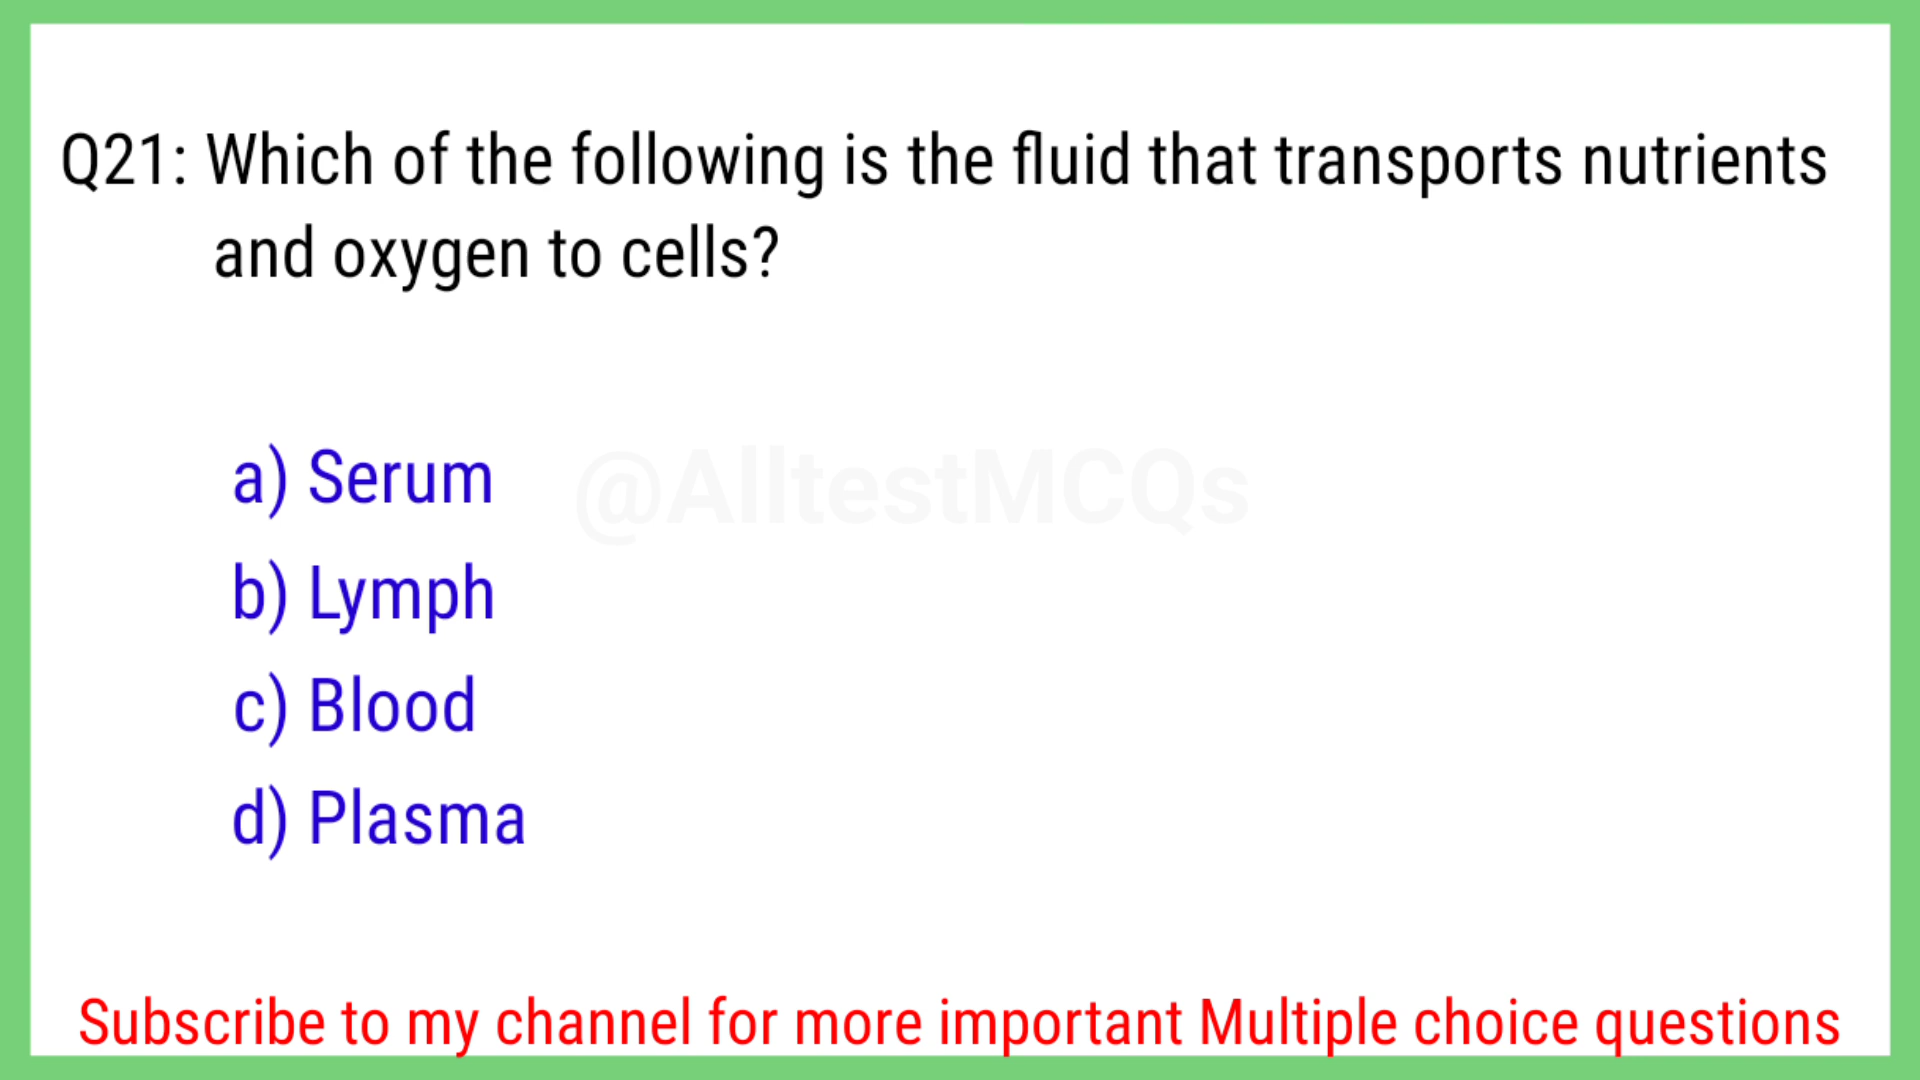 Q21: Which of the following is the fluid that transports nutrients
and oxygen to cells?
a) Serum
@AlltestMCQs
b) Lymph
c) Blood
d) Plasma
Subscribe to my channel for more important Multiple choice questions